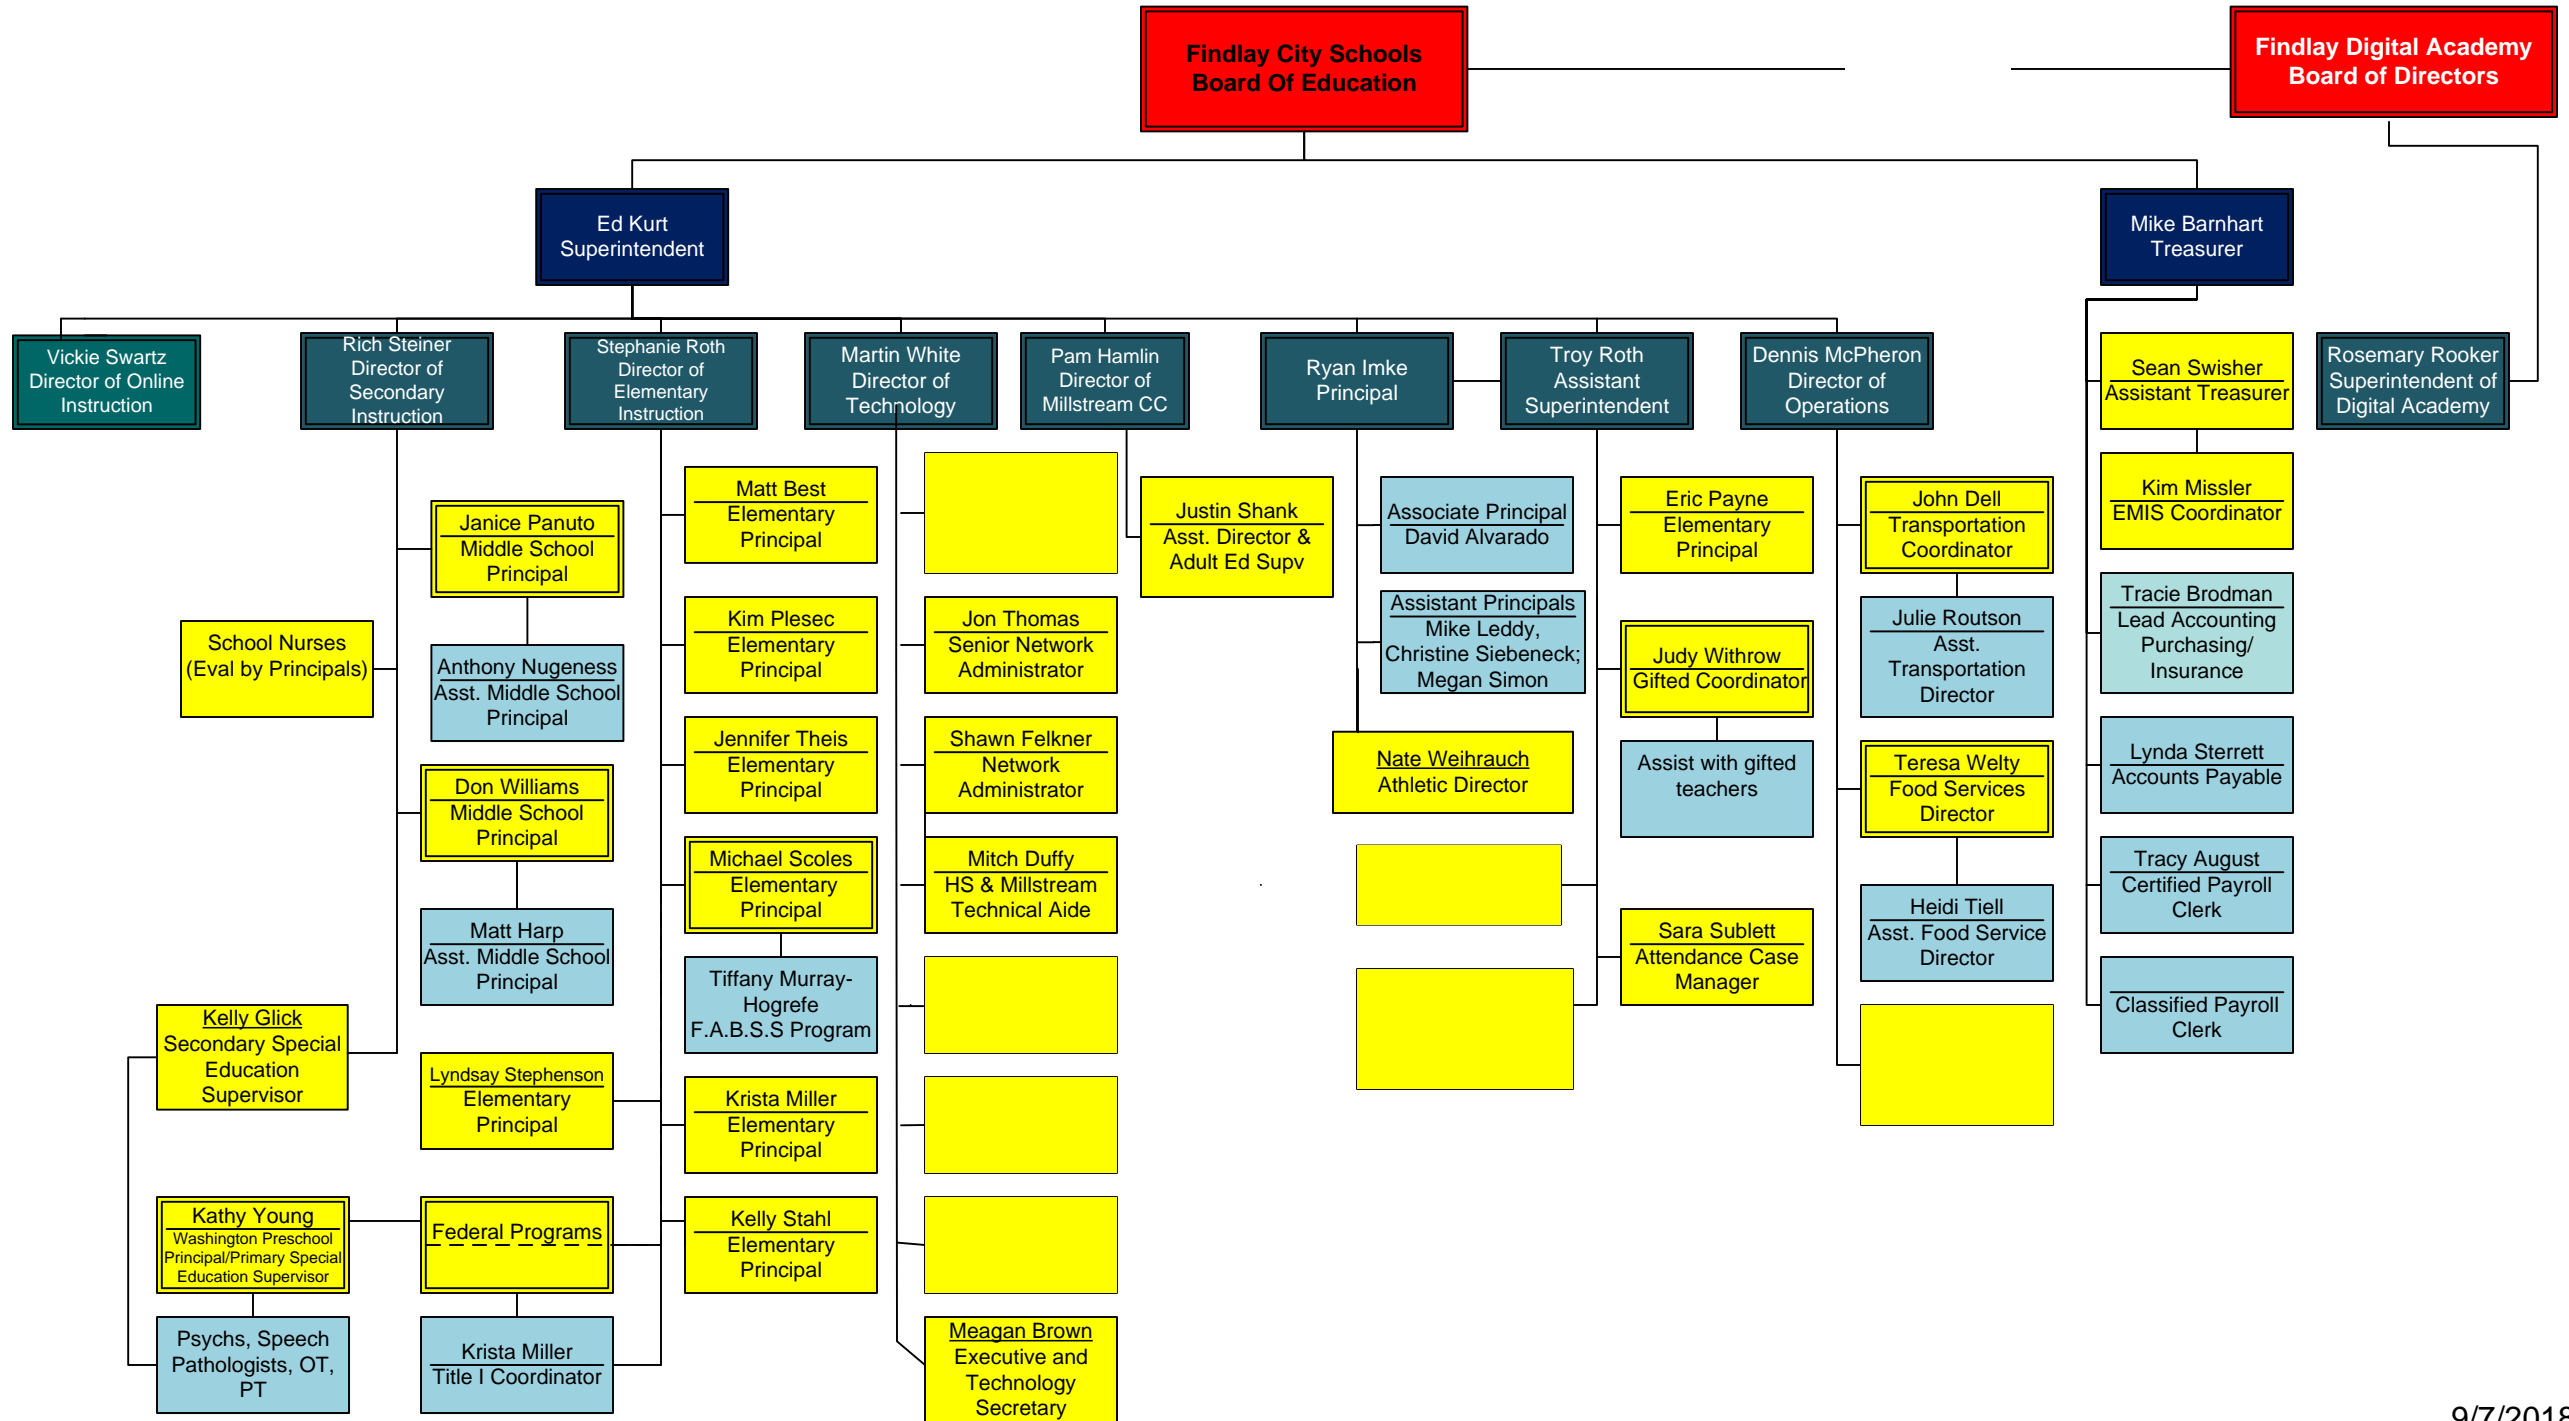 Findlay City Schools
Board Of Education
Findlay Digital Academy
Board of Directors
Ed Kurt
Superintendent
Mike Barnhart
Treasurer
Vickie Swartz
Director of Online
Instruction
Rich Steiner
Director of
Secondary
Instruction
Stephanie Roth
Director of
Elementary
Instruction
Martin White
Director of
Technology
Pam Hamlin
Director of
Millstream CC
Ryan Imke
Principal
Troy Roth
Assistant
Superintendent
Dennis McPheron
Director of
Operations
Sean Swisher
Assistant Treasurer
Rosemary Rooker
Superintendent of
Digital Academy
School Nurses
(Eval by Principals)
Janice Panuto
Middle School
Principal
Anthony Nugeness
Asst. Middle School
Principal
Don Williams
Middle School
Principal
Matt Harp
Asst. Middle School
Principal
Kelly Glick
Secondary Special
Education
Supervisor
Lyndsay Stephenson
Elementary
Principal
Kathy Young
Washington Preschool
Principal/Primary Special
Education Supervisor
Federal Programs
Psychs, Speech
Pathologists, OT,
PT
Krista Miller
Title I Coordinator
Matt Best
Elementary
Principal
Kim Plesec
Elementary
Principal
Jennifer Theis
Elementary
Principal
Michael Scoles
Elementary
Principal
Tiffany Murray-
Hogrefe
F.A.B.S.S Program
Krista Miller
Elementary
Principal
Kelly Stahl
Elementary
Principal
Jon Thomas
Senior Network
Administrator
Shawn Felkner
Network
Administrator
Mitch Duffy
HS & Millstream
Technical Aide
Meagan Brown
Executive and
Technology
Secretary
Justin Shank
Asst. Director &
Adult Ed Supv
Associate Principal
David Alvarado
Assistant Principals
Mike Leddy,
Christine Siebeneck;
Megan Simon
Nate Weihrauch
Athletic Director
Eric Payne
Elementary
Principal
Judy Withrow
Gifted Coordinator
Assist with gifted
teachers
Sara Sublett
Attendance Case
Manager
John Dell
Transportation
Coordinator
Julie Routson
Asst.
Transportation
Director
Teresa Welty
Food Services
Director
Heidi Tiell
Asst. Food Service
Director
Kim Missler
EMIS Coordinator
Tracie Brodman
Lead Accounting
Purchasing/
Insurance
Lynda Sterrett
Accounts Payable
Tracy August
Certified Payroll
Clerk
Classified Payroll
Clerk
9/7/2018